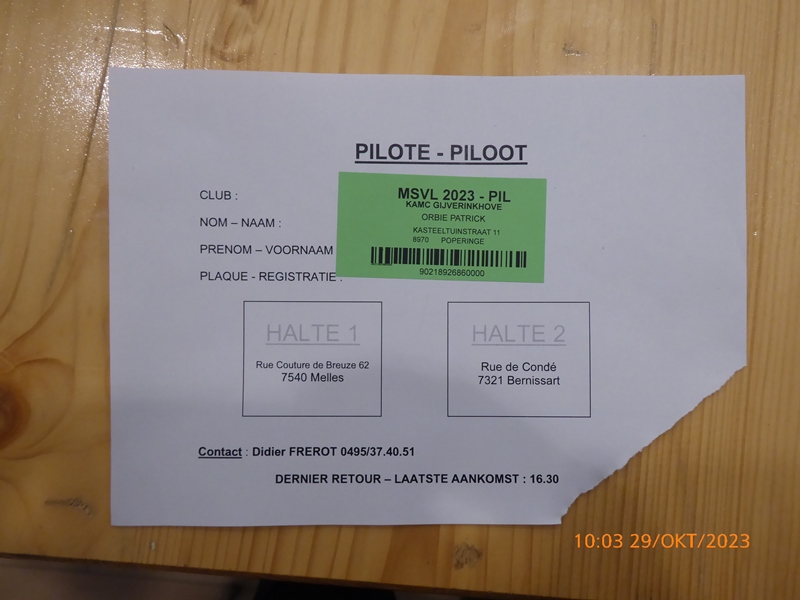 PILOTE - PILOOT
CLUB :
NOM – NAAM :
PRENOM – VOORNAAM
PLAQUE - REGISTRATIE :
MSVL 2023 - PIL
KAMC GIJVERINKHOVE
ORBIE PATRICK
KASTEELTUINSTRAAT 11
8970 POPERINGE
90218926860000
HALTE 1
Rue Couture de Breuze 62
7540 Melles
HALTE 2
Rue de Condé
7321 Bernissart
Contact : Didier FREROT 0495/37.40.51
DERNIER RETOUR – LAATSTE AANKOMST : 16.30
10:03 29/OKT/2023